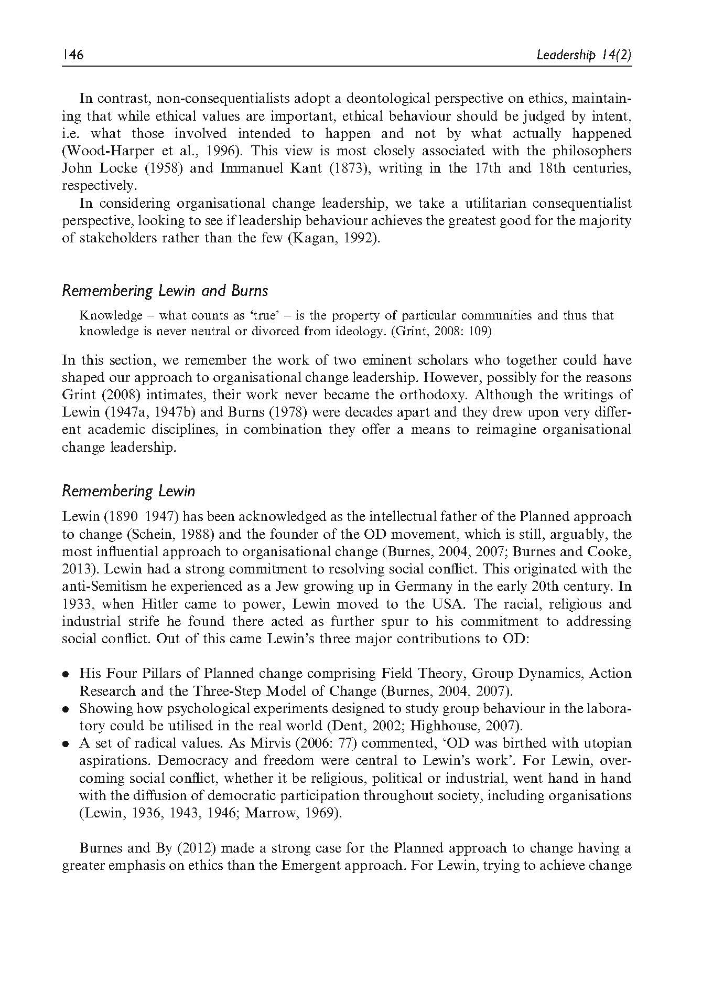 146
Leadership 14(2)
In contrast, non-consequentialists adopt a deontological perspective on ethics, maintain-
ing that while ethical values are important, ethical behaviour should be judged by intent,
i.e. what those involved intended to happen and not by what actually happened
(Wood-Harper et al., 1996). This view is most closely associated with the philosophers
John Locke (1958) and Immanuel Kant (1873), writing in the 17th and 18th centuries,
respectively.
In considering organisational change leadership, we take a utilitarian consequentialist
perspective, looking to see if leadership behaviour achieves the greatest good for the majority
of stakeholders rather than the few (Kagan, 1992).
Remembering Lewin and Burns
Knowledge – what counts as ‘true’ – is the property of particular communities and thus that
knowledge is never neutral or divorced from ideology. (Grint, 2008: 109)
In this section, we remember the work of two eminent scholars who together could have
shaped our approach to organisational change leadership. However, possibly for the reasons
Grint (2008) intimates, their work never became the orthodoxy. Although the writings of
Lewin (1947a, 1947b) and Burns (1978) were decades apart and they drew upon very differ-
ent academic disciplines, in combination they offer a means to reimagine organisational
change leadership.
Remembering Lewin
Lewin (1890 1947) has been acknowledged as the intellectual father of the Planned approach
to change (Schein, 1988) and the founder of the OD movement, which is still, arguably, the
most influential approach to organisational change (Burnes, 2004, 2007; Burnes and Cooke,
2013). Lewin had a strong commitment to resolving social conflict. This originated with the
anti-Semitism he experienced as a Jew growing up in Germany in the early 20th century. In
1933, when Hitler came to power, Lewin moved to the USA. The racial, religious and
industrial strife he found there acted as further spur to his commitment to addressing
social conflict. Out of this came Lewin’s three major contributions to OD:
● His Four Pillars of Planned change comprising Field Theory, Group Dynamics, Action
Research and the Three-Step Model of Change (Burnes, 2004, 2007).
● Showing how psychological experiments designed to study group behaviour in the labora-
tory could be utilised in the real world (Dent, 2002; Highhouse, 2007).
● A set of radical values. As Mirvis (2006: 77) commented, ‘OD was birthed with utopian
aspirations. Democracy and freedom were central to Lewin’s work’. For Lewin, over-
coming social conflict, whether it be religious, political or industrial, went hand in hand
with the diffusion of democratic participation throughout society, including organisations
(Lewin, 1936, 1943, 1946; Marrow, 1969).
Burnes and By (2012) made a strong case for the Planned approach to change having a
greater emphasis on ethics than the Emergent approach. For Lewin, trying to achieve change